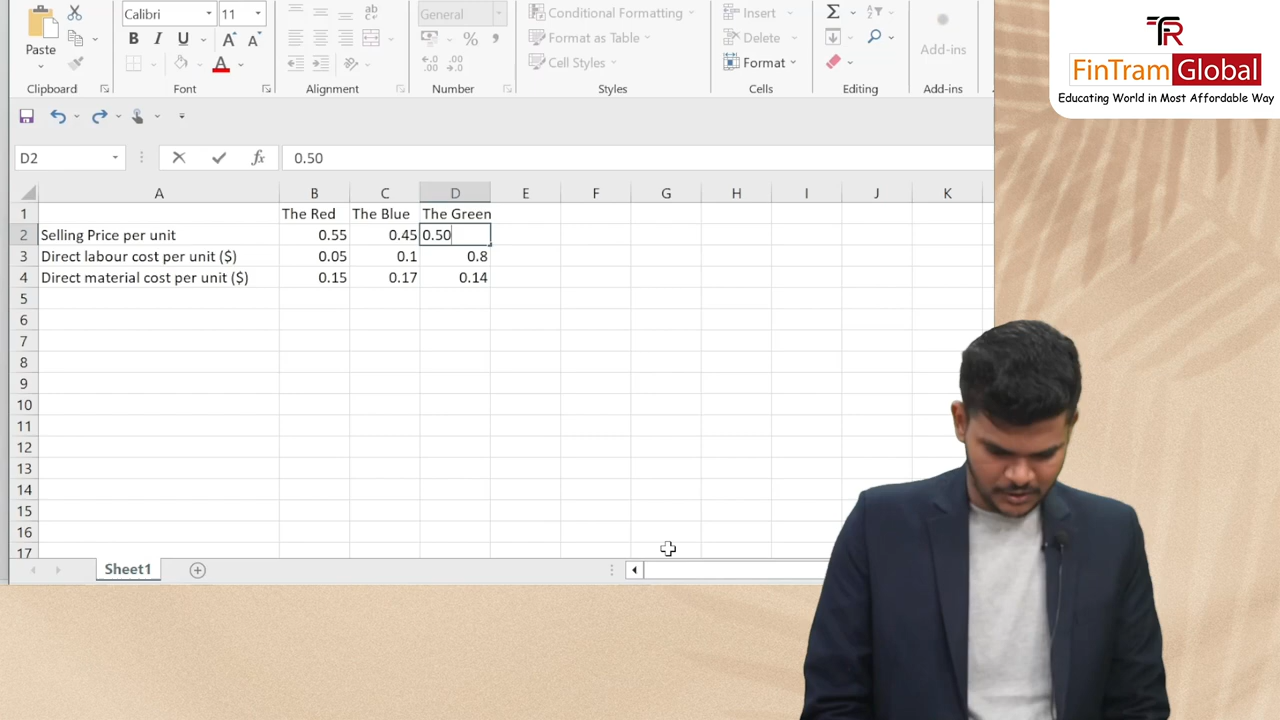 Calibri 11 General Conditional Formatting Insert
Paste B I U A Format as Table Delete Add-ins
Cell Styles Format
Clipboard Font Alignment Number Styles Cells Editing Add-ins
D2 fx 0.50
A B C D E F G H I J K
1 The Red The Blue The Green
2 Selling Price per unit 0.55 0.45 0.50
3 Direct labour cost per unit ($) 0.05 0.1 0.8
4 Direct material cost per unit ($) 0.15 0.17 0.14
5
6
7
8
9
10
11
12
13
14
15
16
17
Sheet1
TR
FinTram Global
Educating World in Most Affordable Way